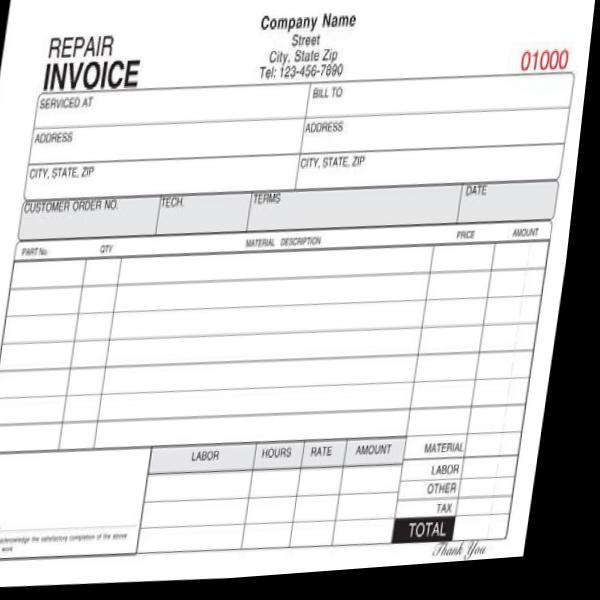 Company Name
Street
City, State Zip
Tel: 123-456-7890
REPAIR
INVOICE
01000
SERVICED AT
BILL TO
ADDRESS
ADDRESS
CITY, STATE, ZIP
CITY, STATE, ZIP
CUSTOMER ORDER NO.
TECH.
TERMS
DATE
PART No.
QTY
MATERIAL DESCRIPTION
PRICE
AMOUNT
LABOR
HOURS
RATE
AMOUNT
MATERIAL
LABOR
OTHER
TAX
TOTAL
acknowledge the satisfactory completion of the above
work
Thank You